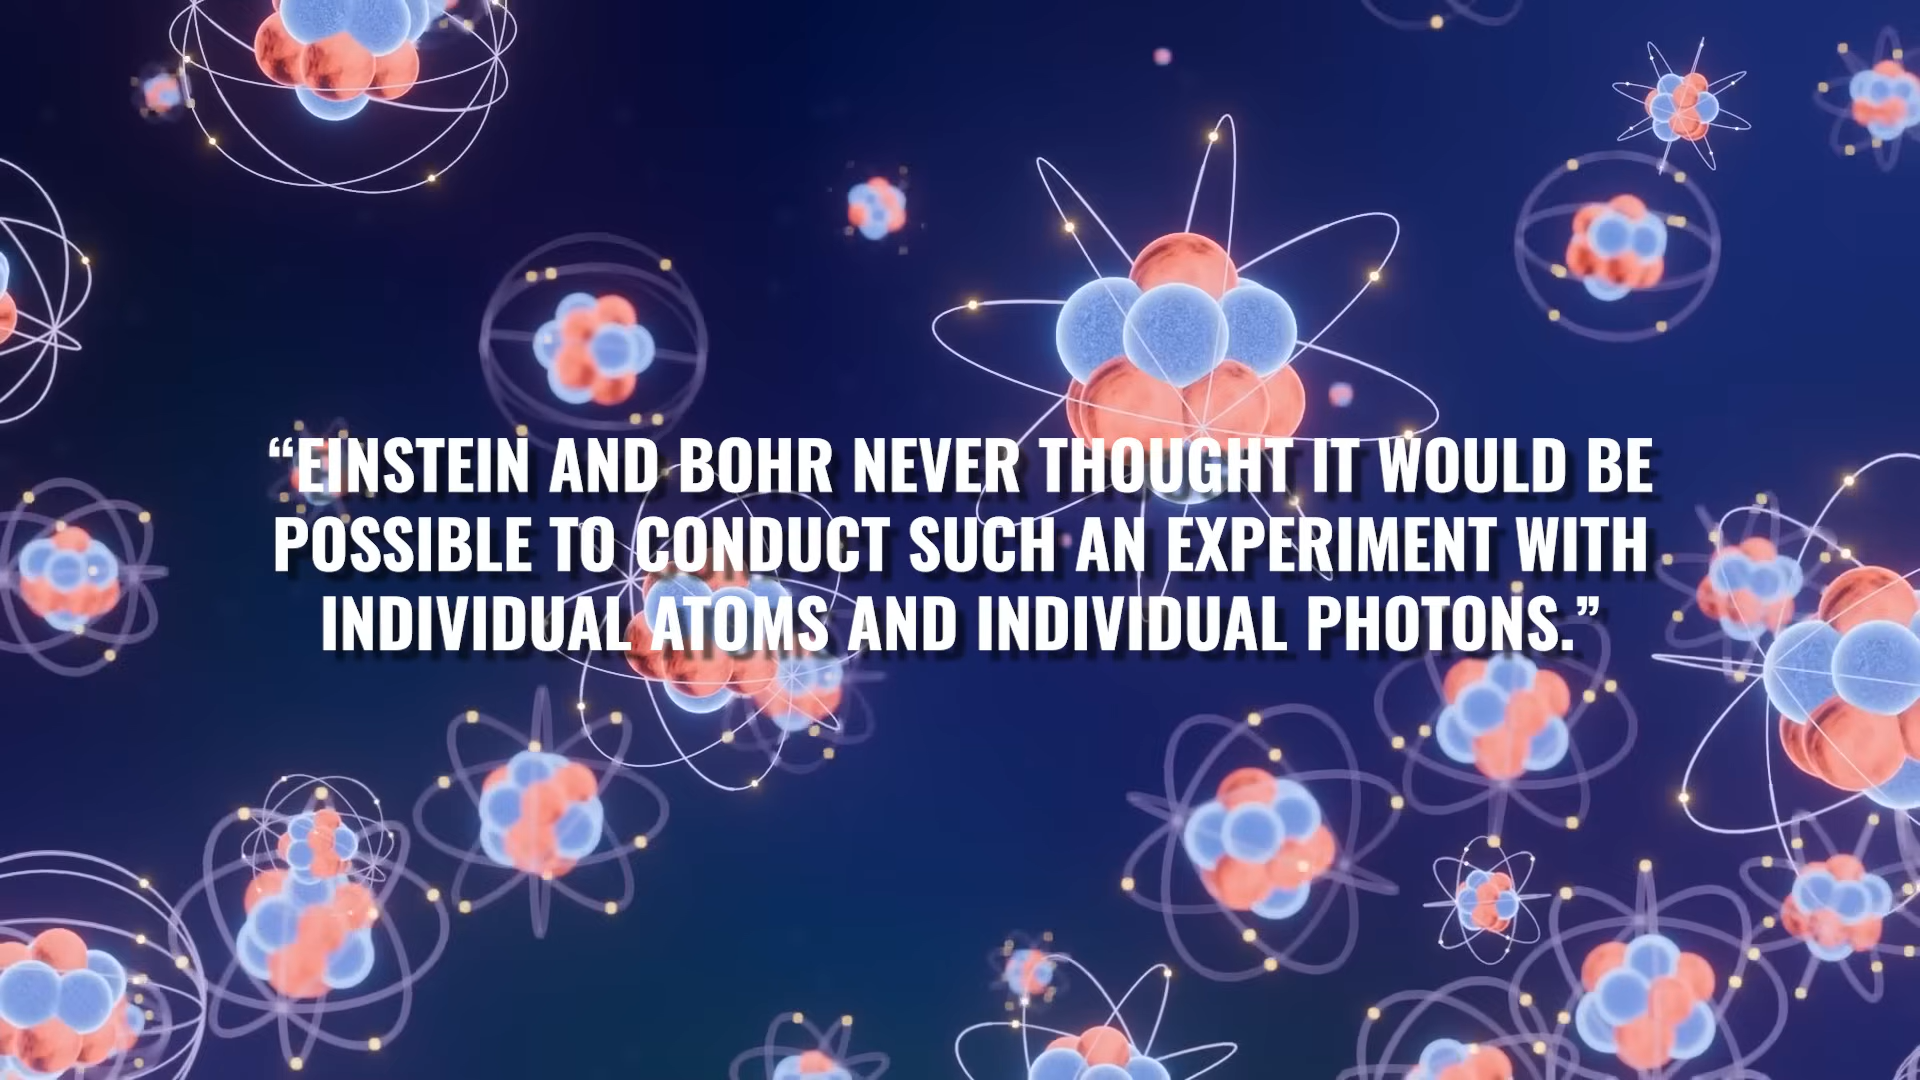 “EINSTEIN AND BOHR NEVER THOUGHT IT WOULD BE
POSSIBLE TO CONDUCT SUCH AN EXPERIMENT WITH
INDIVIDUAL ATOMS AND INDIVIDUAL PHOTONS.”